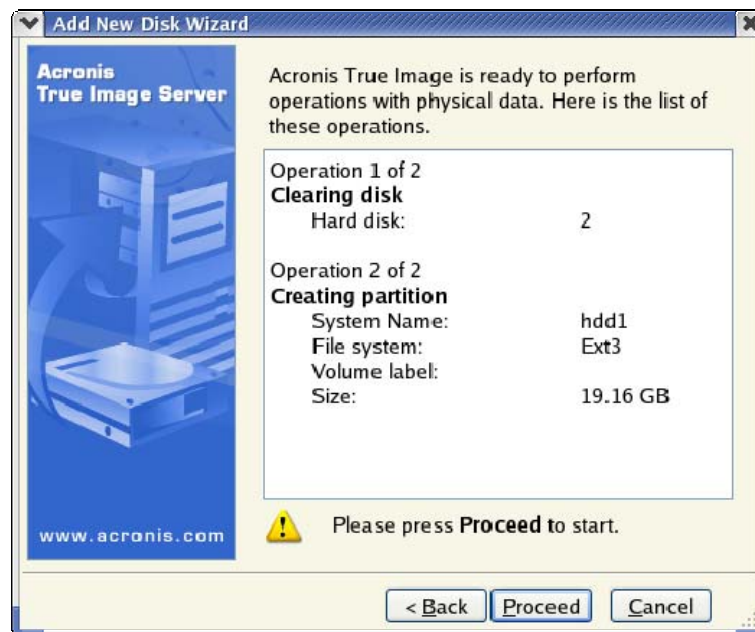 Add New Disk Wizard
Acronis
True Image Server
Acronis True Image is ready to perform
operations with physical data. Here is the list of
these operations.
Operation 1 of 2
Clearing disk
Hard disk: 2
Operation 2 of 2
Creating partition
System Name: hdd1
File system: Ext3
Volume label:
Size: 19.16 GB
Please press Proceed to start.
www.acronis.com
< Back Proceed Cancel